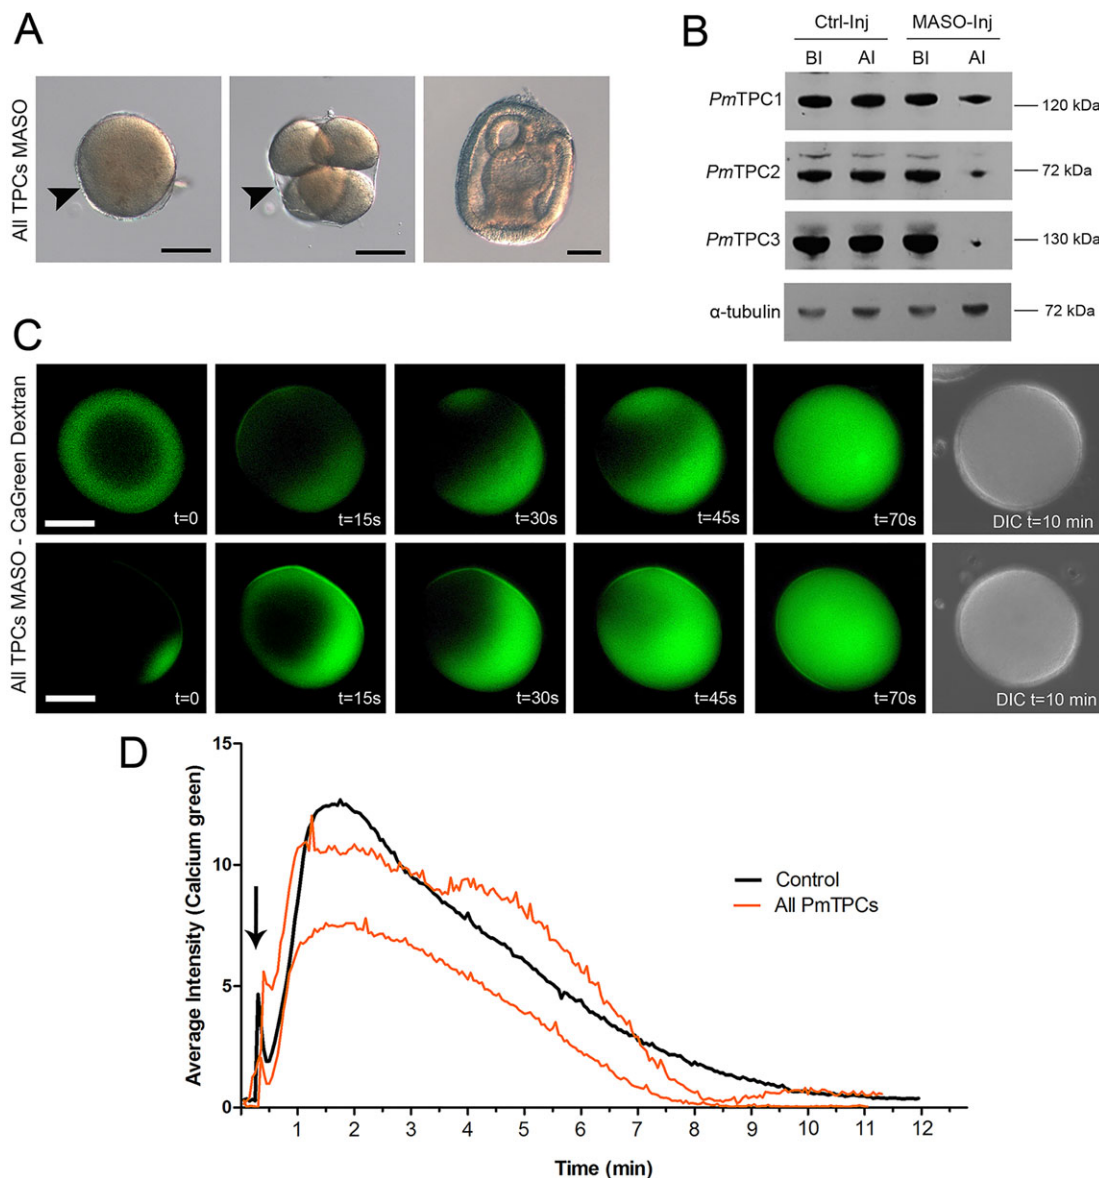 A
All TPCs MASO
B
Ctrl-Inj MASO-Inj
BI AI BI AI
PmTPC1 120 kDa
PmTPC2 72 kDa
PmTPC3 130 kDa
α-tubulin 72 kDa
C
All TPCs MASO - CaGreen Dextran
t=0 t=15s t=30s t=45s t=70s DIC t=10 min
t=0 t=15s t=30s t=45s t=70s DIC t=10 min
D
Average Intensity (Calcium green)
15
10
5
0
Control
All PmTPCs
1 2 3 4 5 6 7 8 9 10 11 12
Time (min)